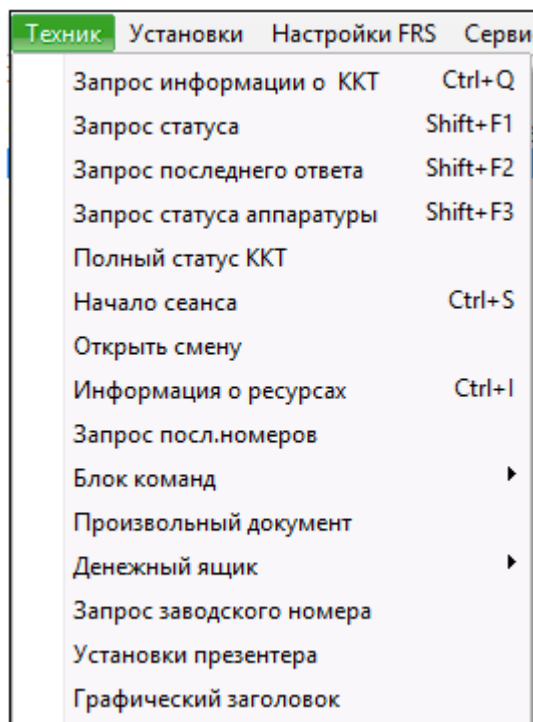 Техник Установки Настройки FRS Серви
Запрос информации о ККТ Ctrl+Q
Запрос статуса Shift+F1
Запрос последнего ответа Shift+F2
Запрос статуса аппаратуры Shift+F3
Полный статус ККТ
Начало сеанса Ctrl+S
Открыть смену
Информация о ресурсах Ctrl+I
Запрос посл.номеров
Блок команд
Произвольный документ
Денежный ящик
Запрос заводского номера
Установки презентера
Графический заголовок